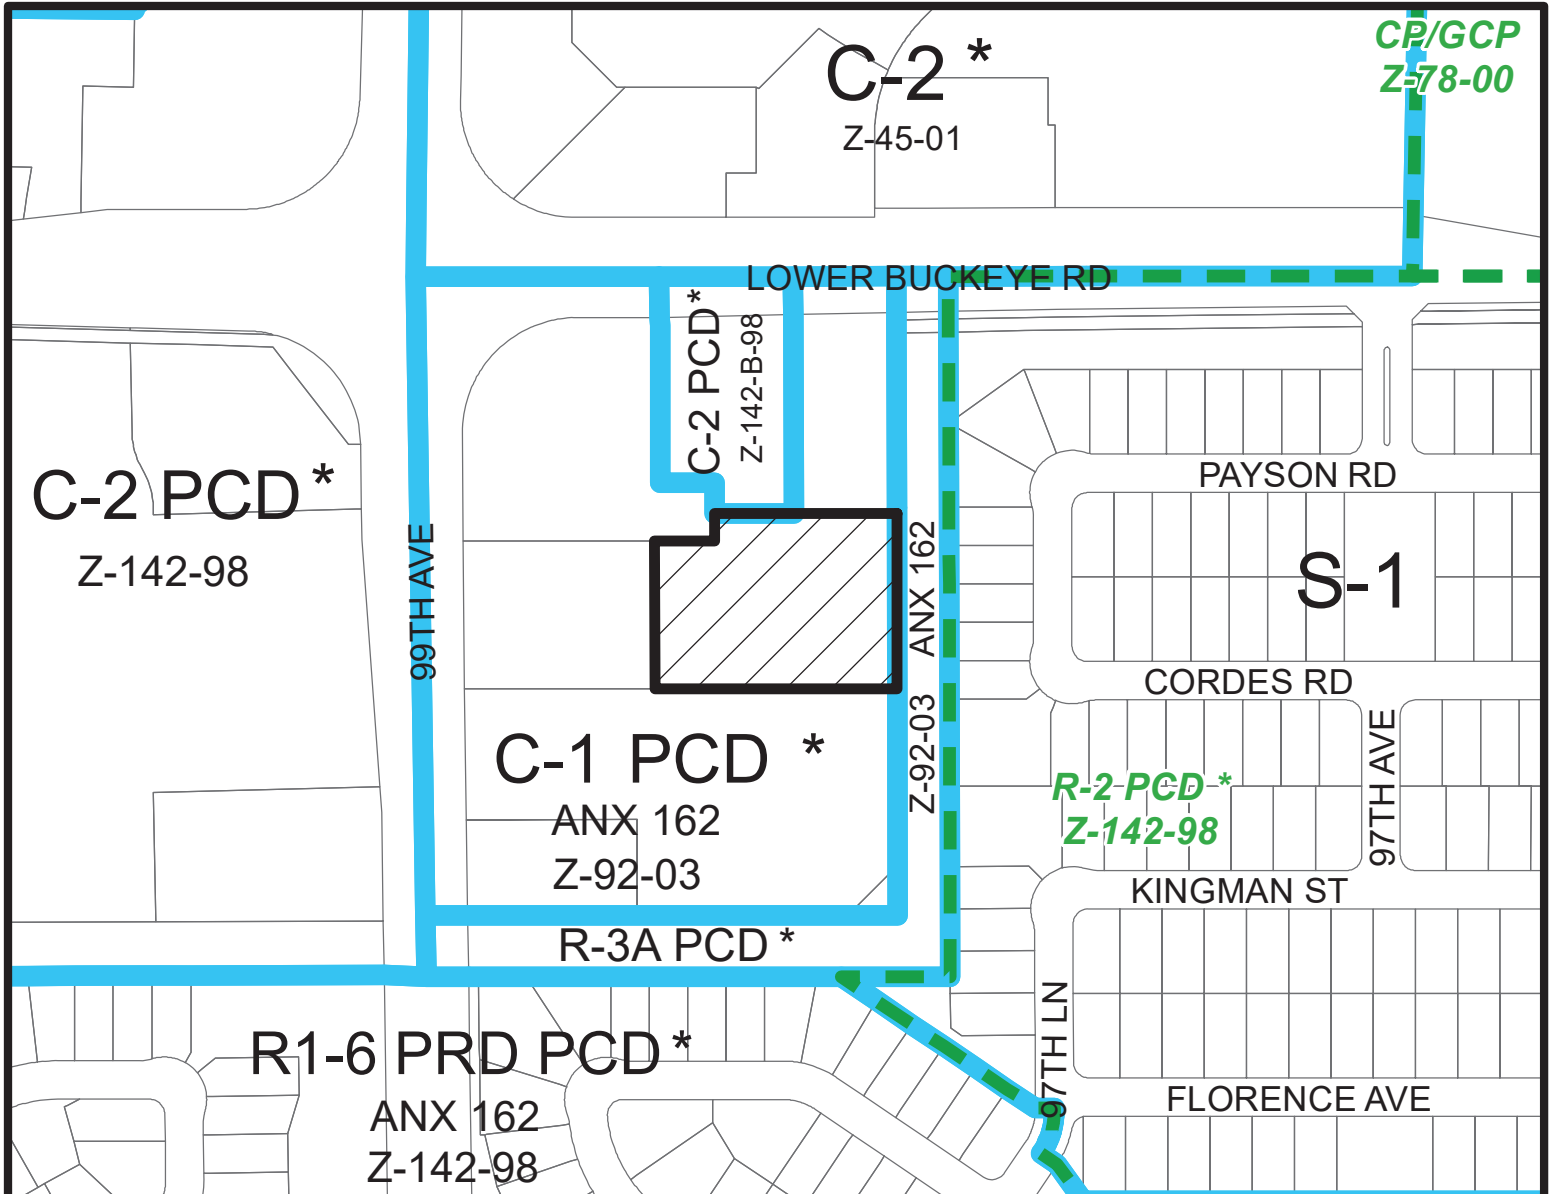 CP/GCP
Z-78-00
C-2 *
Z-45-01
LOWER BUCKEYE RD
C-2 PCD *
Z-142-B-98
C-2 PCD *
Z-142-98
99TH AVE
PAYSON RD
S-1
ANX 162
Z-92-03
CORDES RD
C-1 PCD *
ANX 162
Z-92-03
R-2 PCD *
Z-142-98
97TH AVE
KINGMAN ST
R-3A PCD *
97TH LN
R1-6 PRD PCD *
ANX 162
Z-142-98
FLORENCE AVE